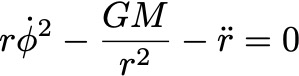 $r\dot{\phi}^2 - \frac{GM}{r^2} - \ddot{r} = 0$